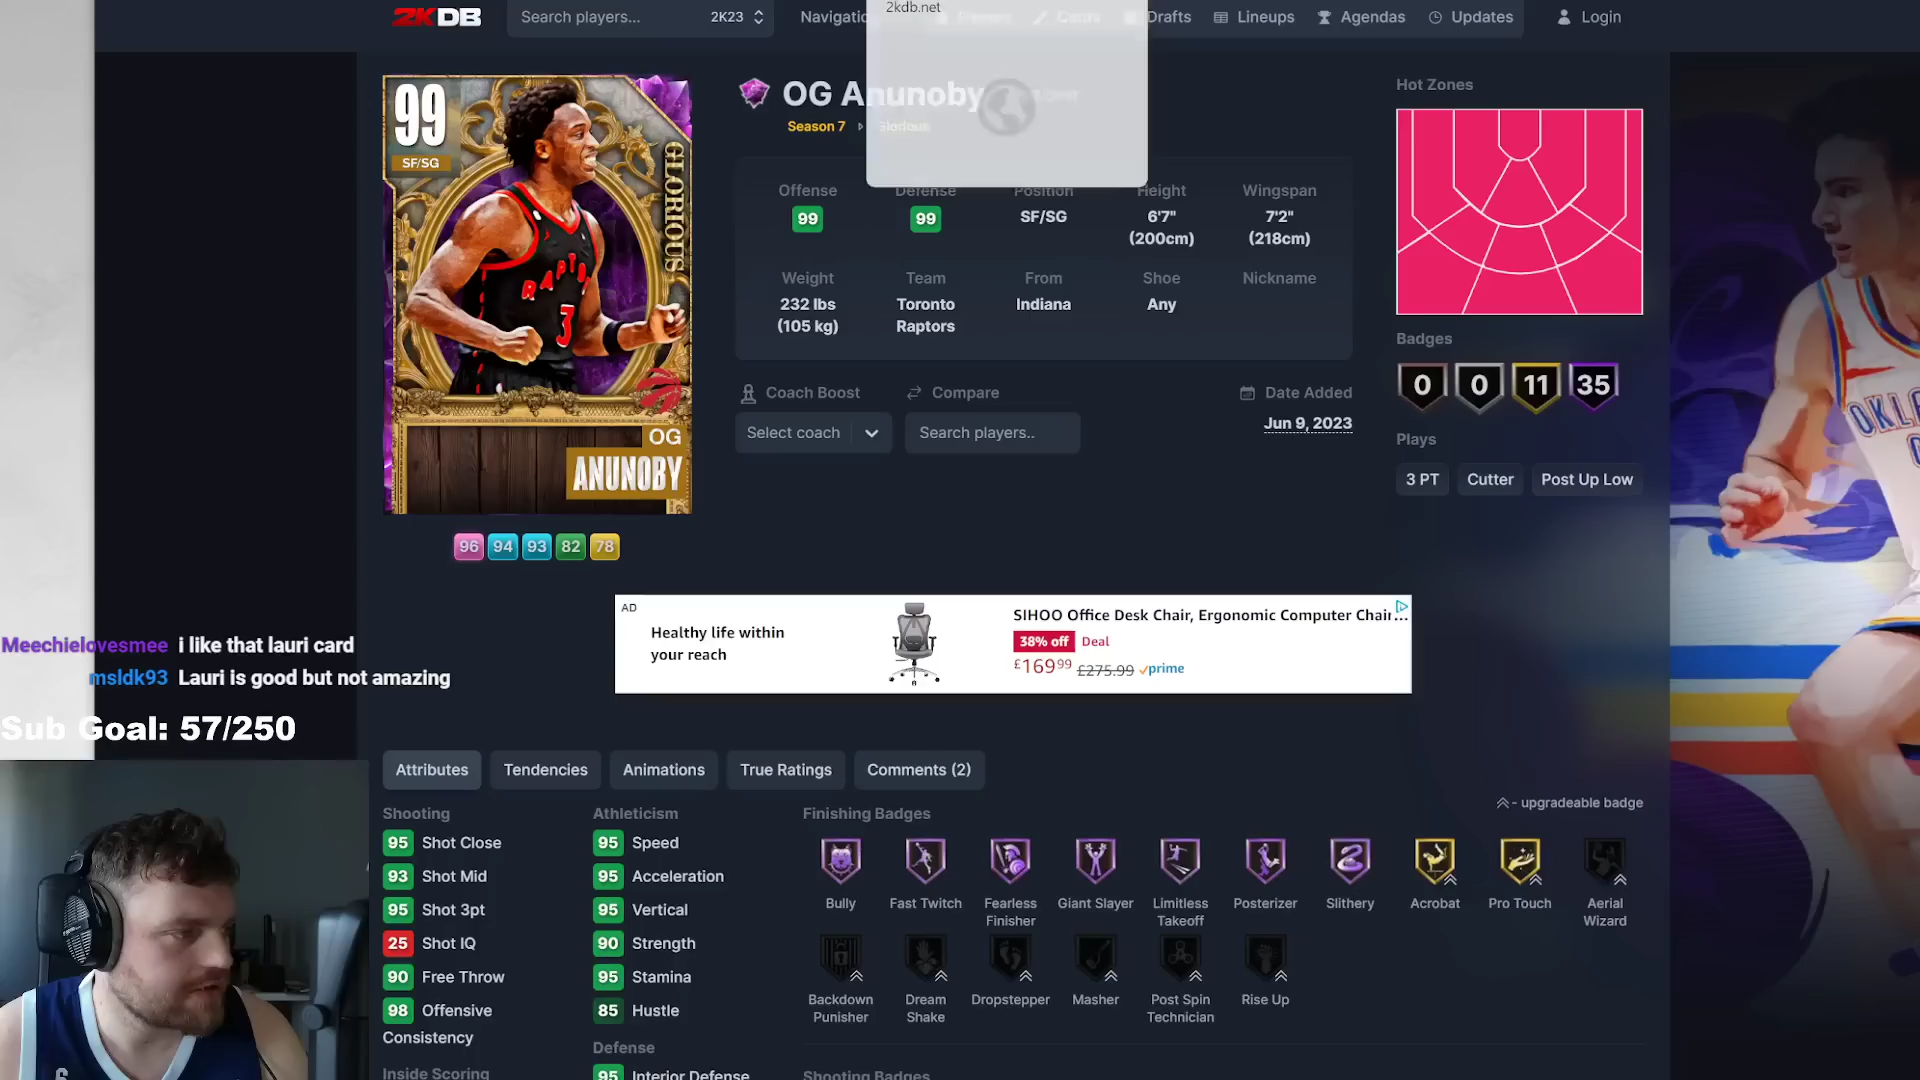 2kdb.net
2KDB
Search players...
2K23
Navigation
Drafts
Lineups
Agendas
Updates
Login
99
SF/SG
GLORIOUS
RAPTO
3
OG
ANUNOBY
96 94 93 82 78
OG Anunoby
Season 7
Glorious
Offense
99
Defense
99
Position
SF/SG
Height
6'7"
(200cm)
Wingspan
7'2"
(218cm)
Weight
232 lbs
(105 kg)
Team
Toronto
Raptors
From
Indiana
Shoe
Any
Nickname
Coach Boost
Select coach
Compare
Search players..
Date Added
Jun 9, 2023
Hot Zones
Badges
0 0 11 35
Plays
3 PT
Cutter
Post Up Low
AD
Healthy life within
your reach
SIHOO Office Desk Chair, Ergonomic Computer Chair...
38% off Deal
£169.99 £275.99 prime
Meechielovesmee i like that lauri card
msldk93 Lauri is good but not amazing
Sub Goal: 57/250
Attributes
Tendencies
Animations
True Ratings
Comments (2)
- upgradeable badge
Shooting
95 Shot Close
93 Shot Mid
95 Shot 3pt
25 Shot IQ
90 Free Throw
98 Offensive
Consistency
Inside Scoring
Athleticism
95 Speed
95 Acceleration
95 Vertical
90 Strength
95 Stamina
85 Hustle
Defense
95 Interior Defense
Finishing Badges
Bully
Fast Twitch
Fearless
Finisher
Giant Slayer
Limitless
Takeoff
Posterizer
Slithery
Acrobat
Pro Touch
Aerial
Wizard
Backdown
Punisher
Dream
Shake
Dropstepper
Masher
Post Spin
Technician
Rise Up
Shooting Badges